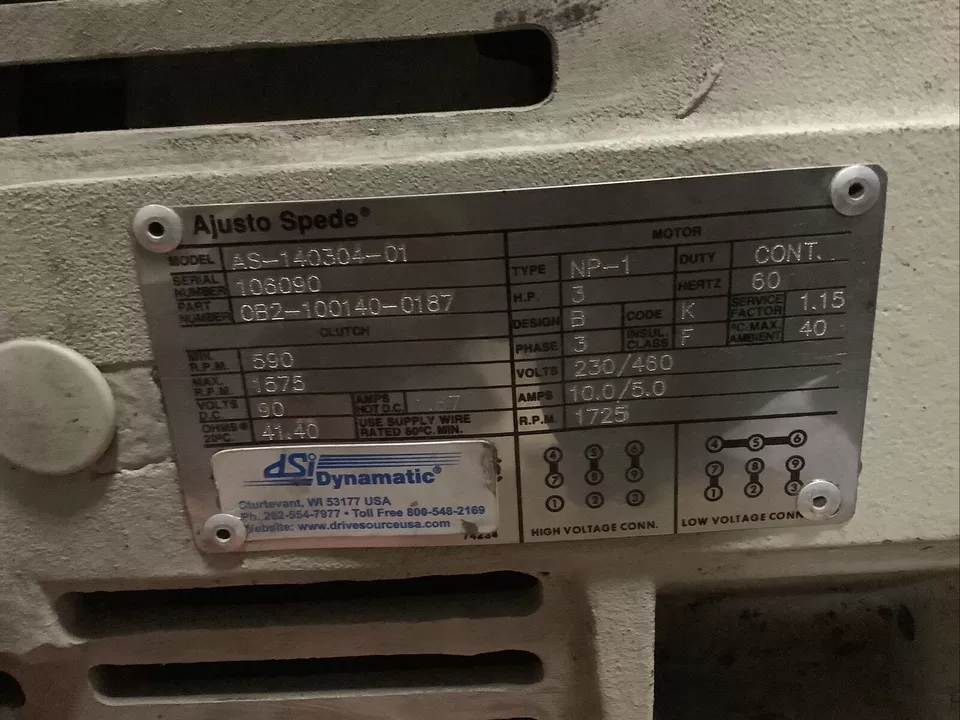 Ajusto Spede®
MODEL AS-140304-01
SERIAL NUMBER 106090
PART NUMBER 0B2-100140-0187
CLUTCH
MIN. R.P.M. 590
MAX. R.P.M. 1575
VOLTS D.C. 90 AMPS HOT D.C.
OHMS @ 20°C. 41.40 USE SUPPLY WIRE RATED 60°C. MIN.
MOTOR
TYPE NP-1 DUTY CONT.
H.P. 3 HERTZ 60
DESIGN B CODE K SERVICE FACTOR 1.15
PHASE 3 INSUL. CLASS F °C. MAX. AMBIENT 40
VOLTS 230/460
AMPS 10.0/5.0
R.P.M. 1725
4 5 6
7 8 9
1 2 3
HIGH VOLTAGE CONN.
4 5 6
7 8 9
1 2 3
LOW VOLTAGE CONN
dSi Dynamatic®
Sturtevant, WI 53177 USA
Ph. 262-554-7977 • Toll Free 800-548-2169
Website: www.drivesourceusa.com